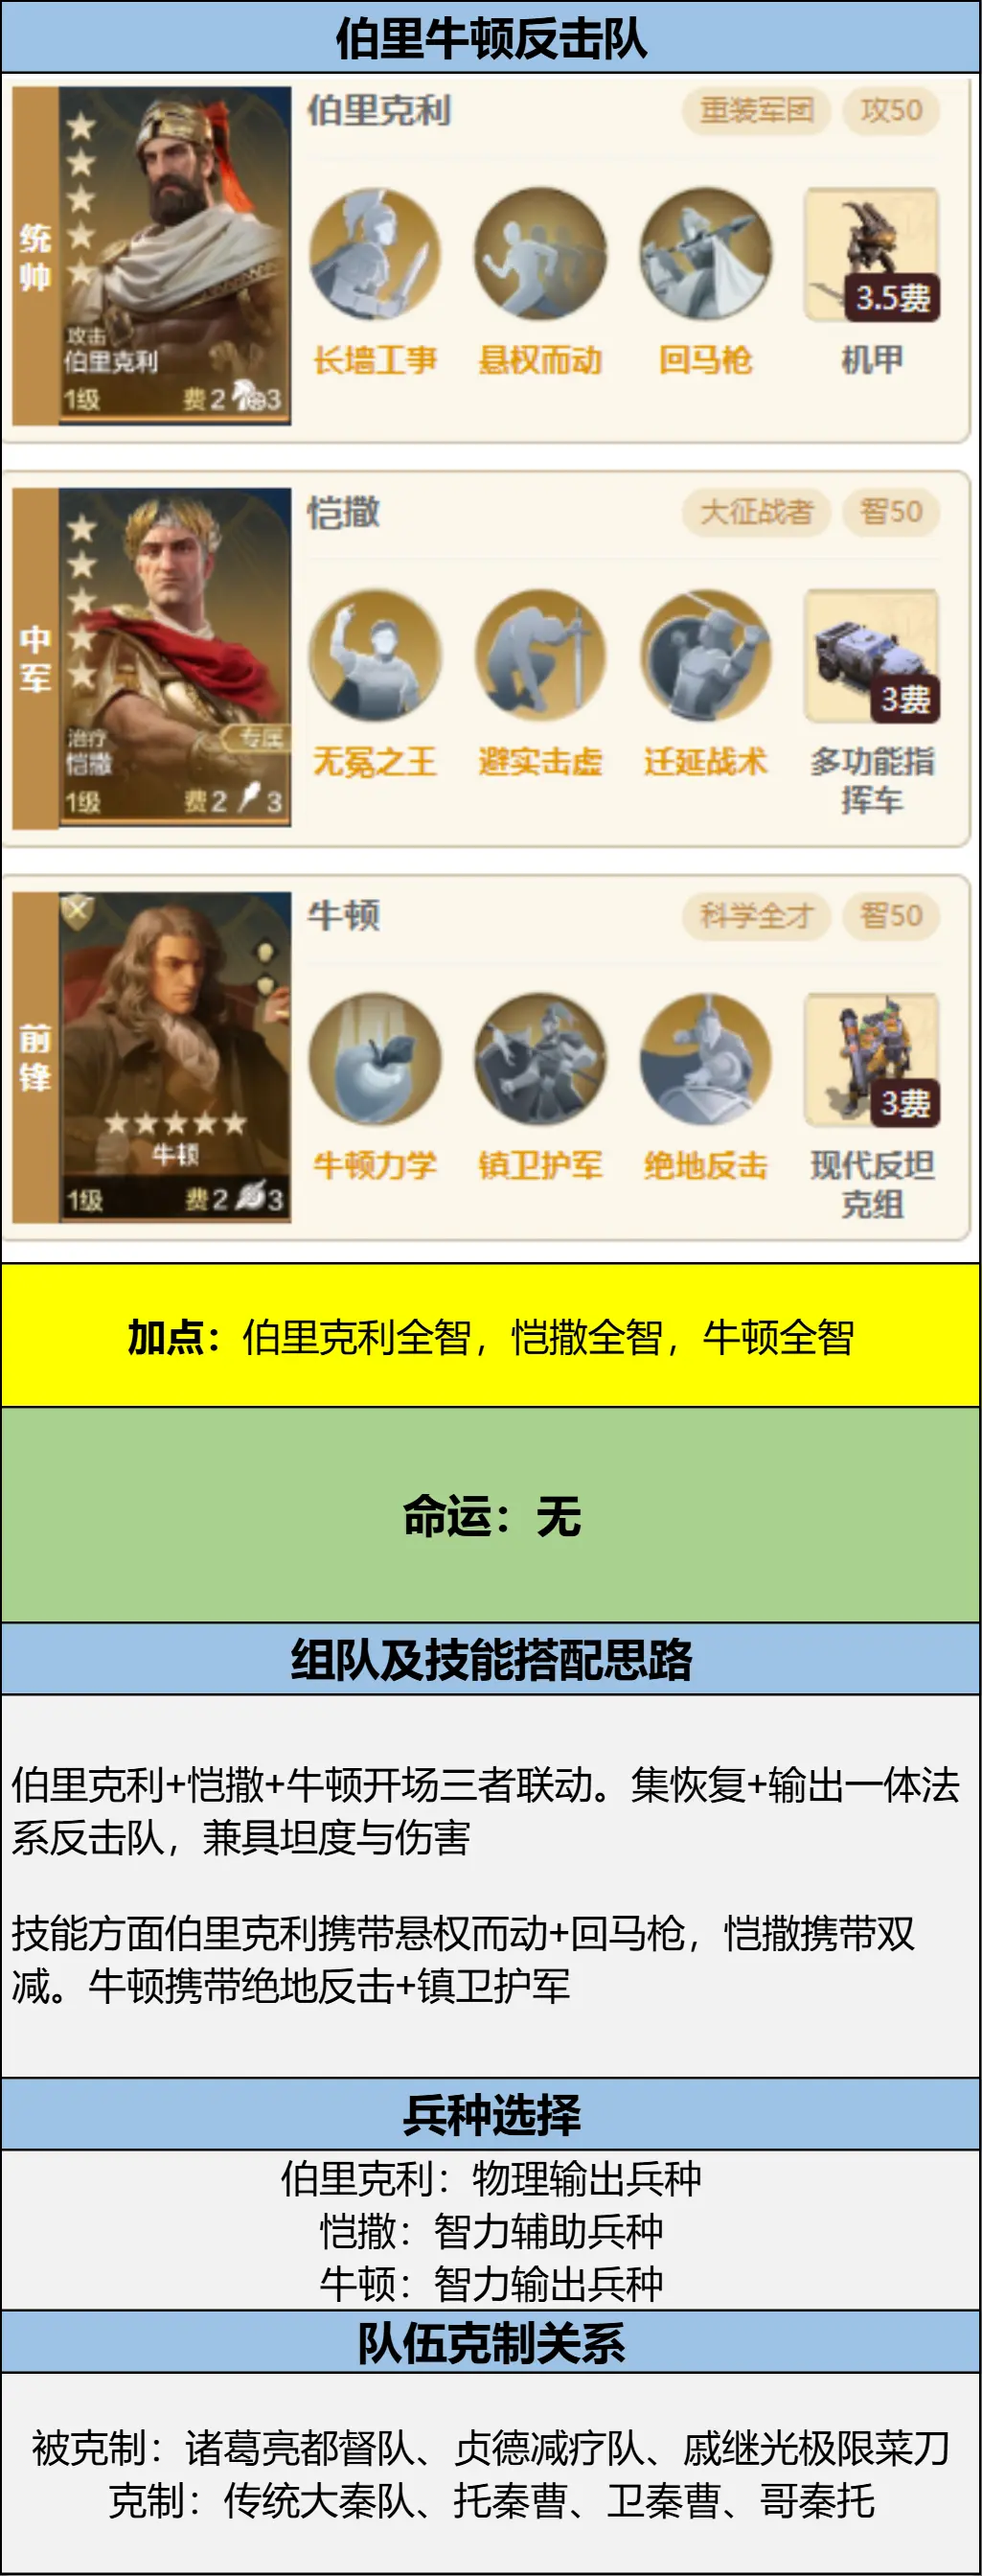 伯里牛顿反击队
统帅
攻击
伯里克利
1级 费2 3
伯里克利 重装军团 攻50
长墙工事 悬权而动 回马枪 机甲
3.5费
中军
治疗 专属
恺撒
1级 费2 3
恺撒 大征战者 智50
无冕之王 避实击虚 迂延战术 多功能指
挥车
3费
前锋
牛顿
1级 费2 3
牛顿 科学全才 智50
牛顿力学 镇卫护军 绝地反击 现代反坦
克组
3费
加点：伯里克利全智，恺撒全智，牛顿全智
命运：无
组队及技能搭配思路
伯里克利+恺撒+牛顿开场三者联动。集恢复+输出一体法
系反击队，兼具坦度与伤害
技能方面伯里克利携带悬权而动+回马枪，恺撒携带双
减。牛顿携带绝地反击+镇卫护军
兵种选择
伯里克利：物理输出兵种
恺撒：智力辅助兵种
牛顿：智力输出兵种
队伍克制关系
被克制：诸葛亮都督队、贞德减疗队、戚继光极限菜刀
克制：传统大秦队、托秦曹、卫秦曹、哥秦托